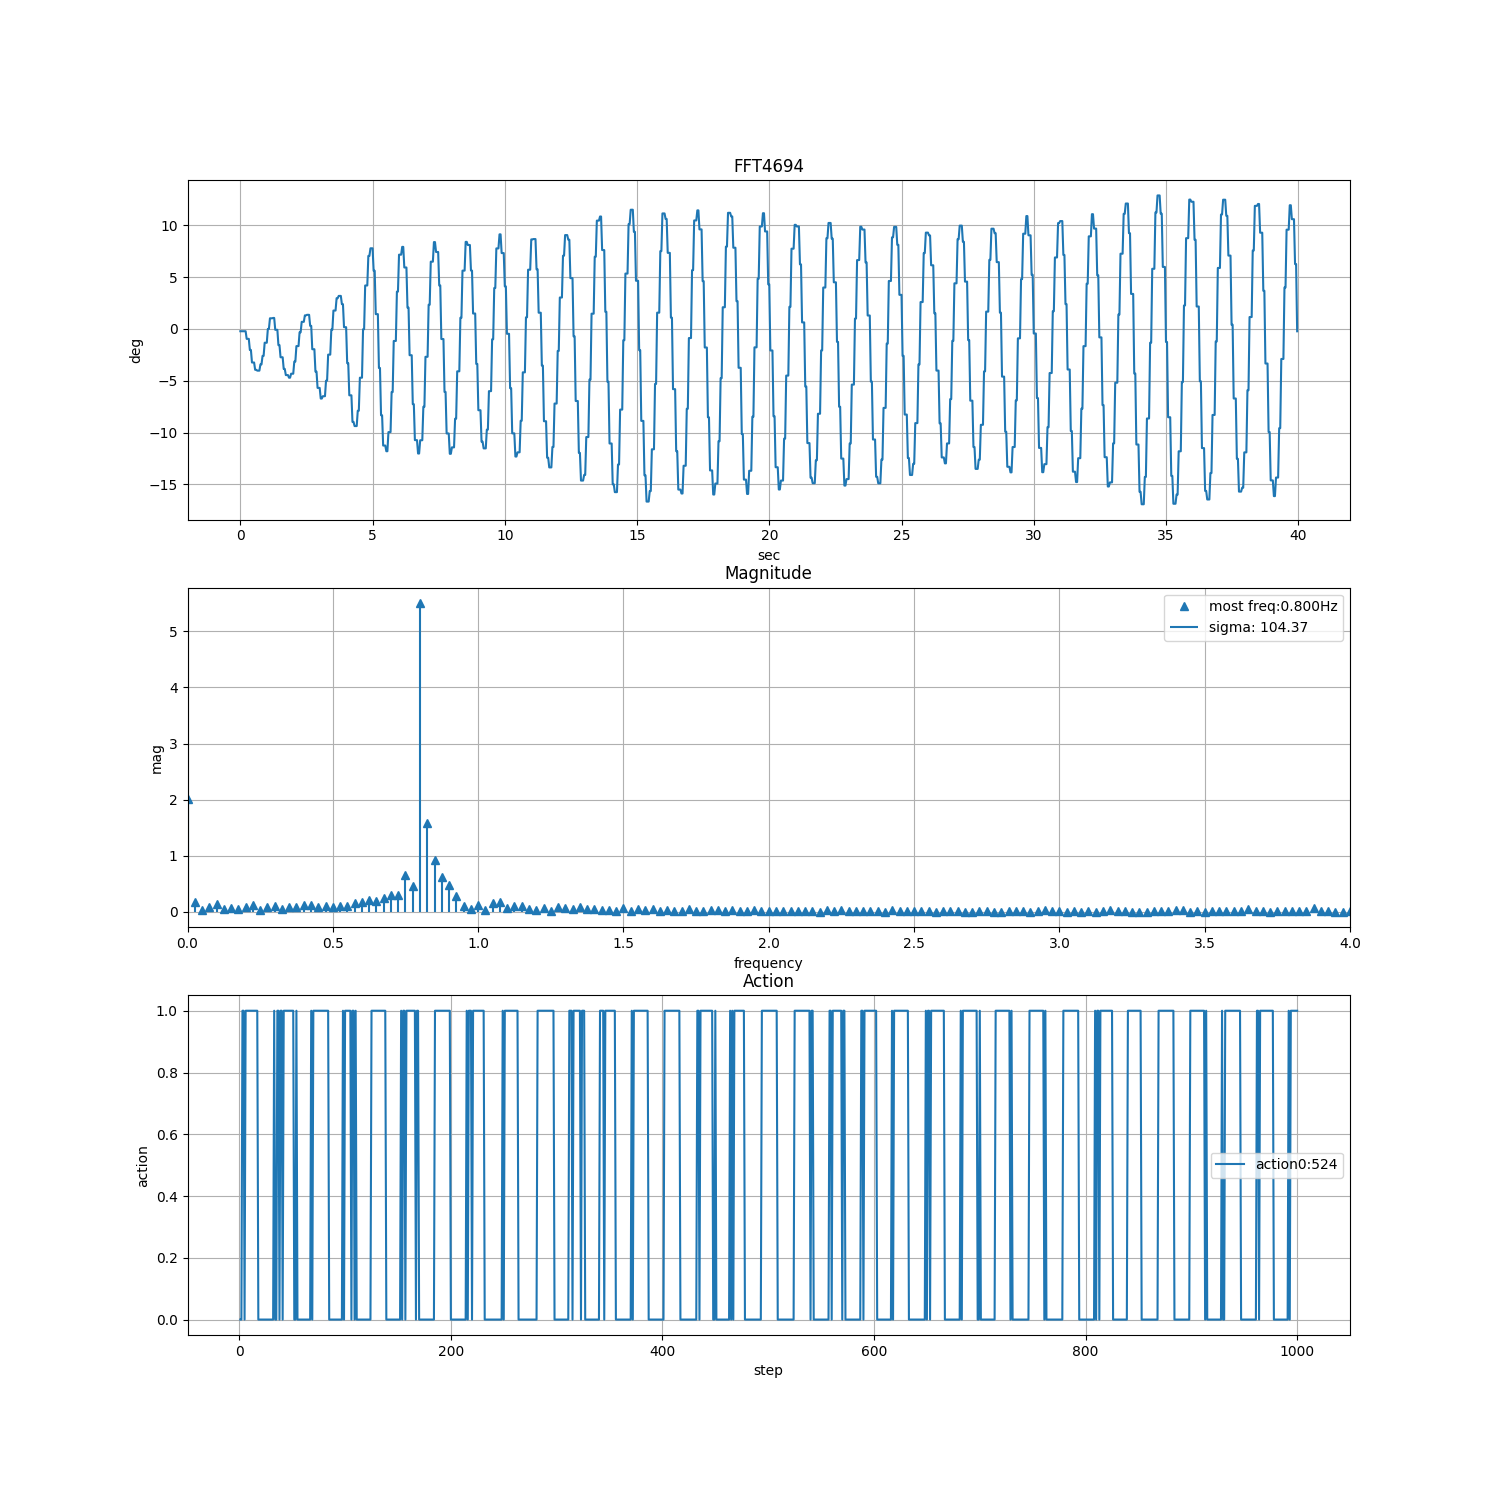 FFT4694
deg
10
5
0
−5
−10
−15
0 5 10 15 20 25 30 35 40
sec
Magnitude
mag
5
4
3
2
1
0
most freq:0.800Hz
sigma: 104.37
0.0 0.5 1.0 1.5 2.0 2.5 3.0 3.5 4.0
frequency
Action
action
1.0
0.8
0.6
0.4
0.2
0.0
action0:524
0 200 400 600 800 1000
step